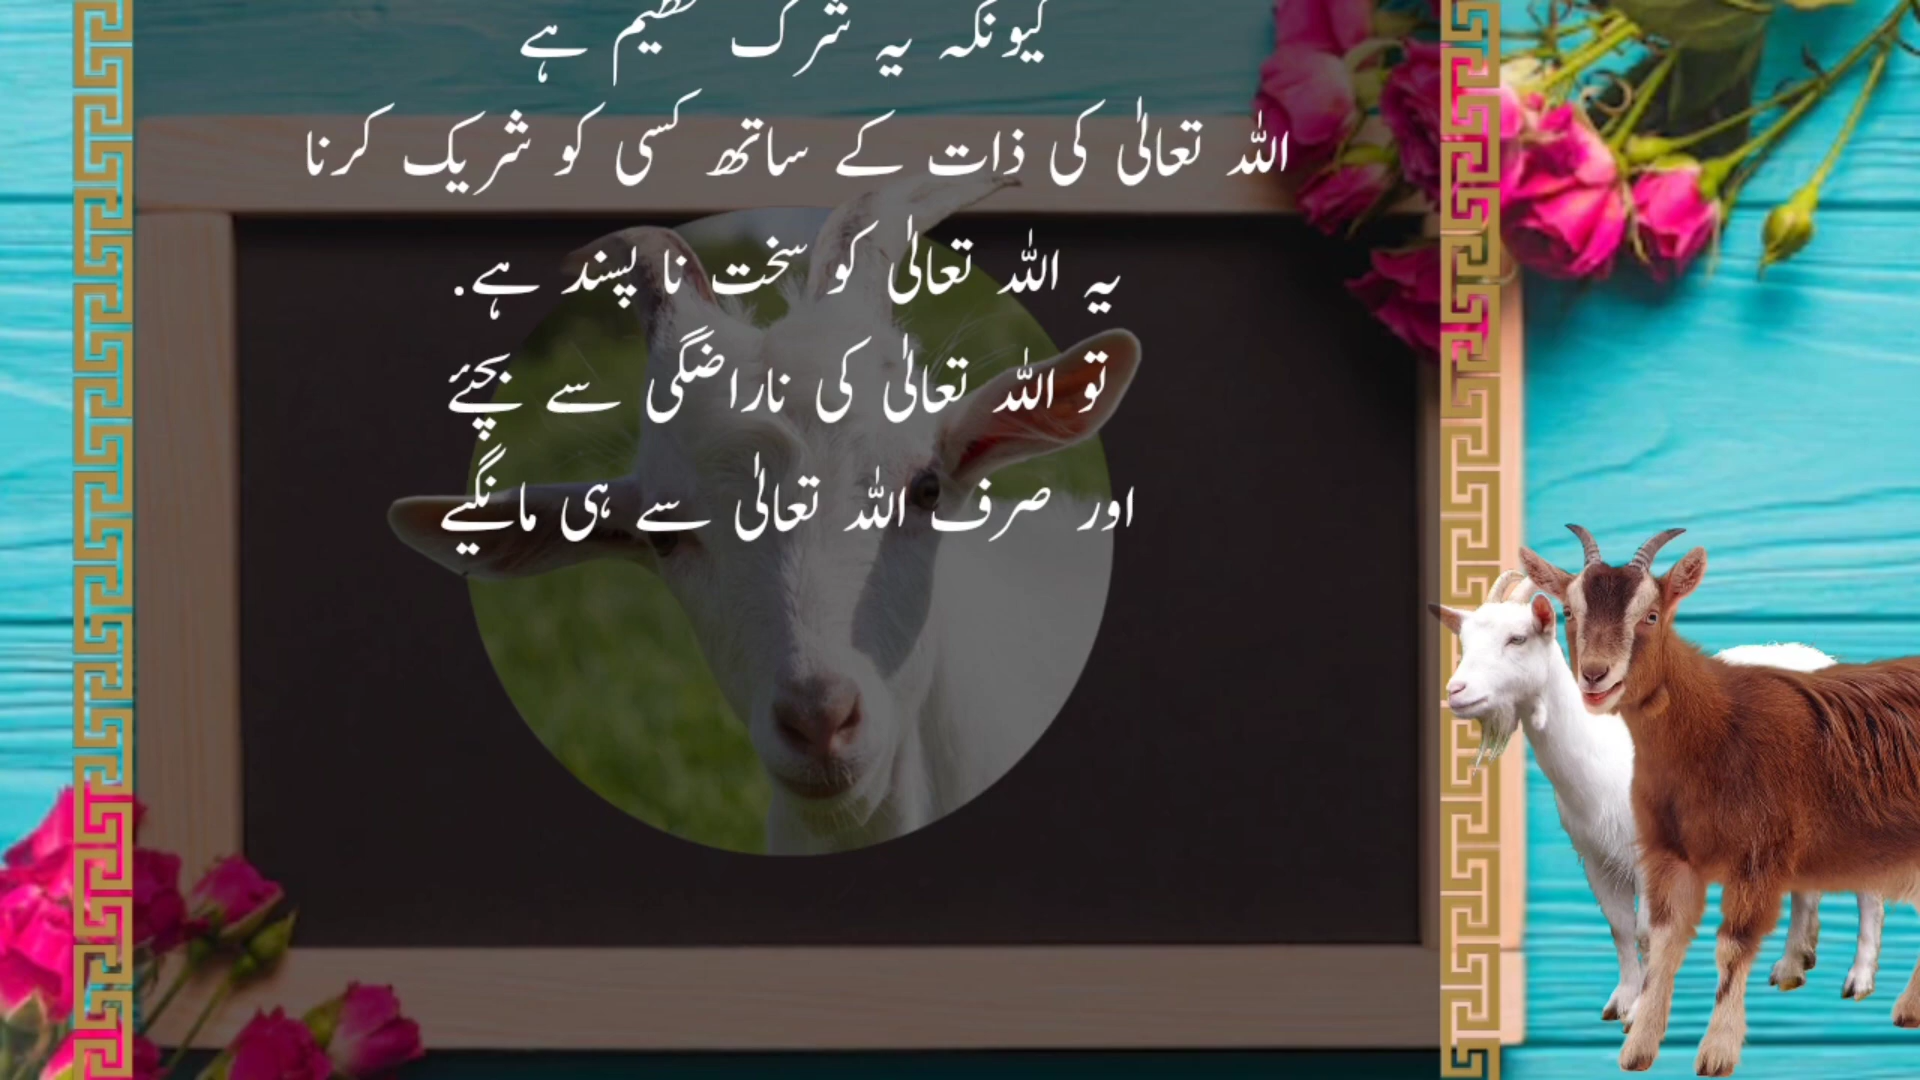 کیونکہ یہ شرک عظیم ہے
اللہ تعالیٰ کی ذات کے ساتھ کسی کو شریک کرنا
یہ اللہ تعالیٰ کو سخت نا پسند ہے.
تو اللہ تعالیٰ کی ناراضگی سے بچئے
اور صرف اللہ تعالیٰ سے ہی مانگیے